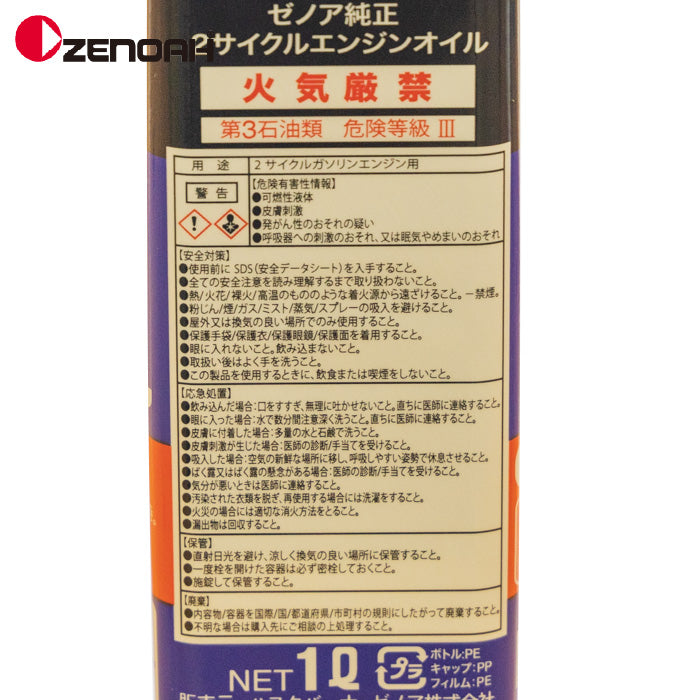 ZENOAH
ゼノア純正
2サイクルエンジンオイル
火気厳禁
第3石油類 危険等級 III
用途 2サイクルガソリンエンジン用
警告
【危険有害性情報】
●可燃性液体
●皮膚刺激
●発がん性のおそれの疑い
●呼吸器への刺激のおそれ、又は眠気やめまいのおそれ
【安全対策】
●使用前に SDS（安全データシート）を入手すること。
●全ての安全注意を読み理解するまで取り扱わないこと。
●熱/火花/裸火/高温のもののような着火源から遠ざけること。－禁煙。
●粉じん/煙/ガス/ミスト/蒸気/スプレーの吸入を避けること。
●屋外又は換気の良い場所でのみ使用すること。
●保護手袋/保護衣/保護眼鏡/保護面を着用すること。
●眼に入れないこと。飲み込まないこと。
●取扱い後はよく手を洗うこと。
●この製品を使用するときに、飲食または喫煙をしないこと。
【応急処置】
●飲み込んだ場合：口をすすぎ、無理に吐かせないこと。直ちに医師に連絡すること。
●眼に入った場合：水で数分間注意深く洗うこと。直ちに医師に連絡すること。
●皮膚に付着した場合：多量の水と石鹸で洗うこと。
●皮膚刺激が生じた場合：医師の診断/手当てを受けること。
●吸入した場合：空気の新鮮な場所に移し、呼吸しやすい姿勢で休息させること。
●ばく露又はばく露の懸念がある場合：医師の診断/手当てを受けること。
●気分が悪いときは医師に連絡すること。
●汚染された衣類を脱ぎ、再使用する場合には洗濯をすること。
●火災の場合には適切な消火方法をとること。
●漏出物は回収すること。
【保管】
●直射日光を避け、涼しく換気の良い場所に保管すること。
●一度栓を開けた容器は必ず密栓しておくこと。
●施錠して保管すること。
【廃棄】
●内容物/容器を国際/国/都道府県/市町村の規則にしたがって廃棄すること。
●不明な場合は購入先にご相談の上処理すること。
NET 1ℓ
プラ
ボトル:PE
キャップ:PP
フィルム:PE